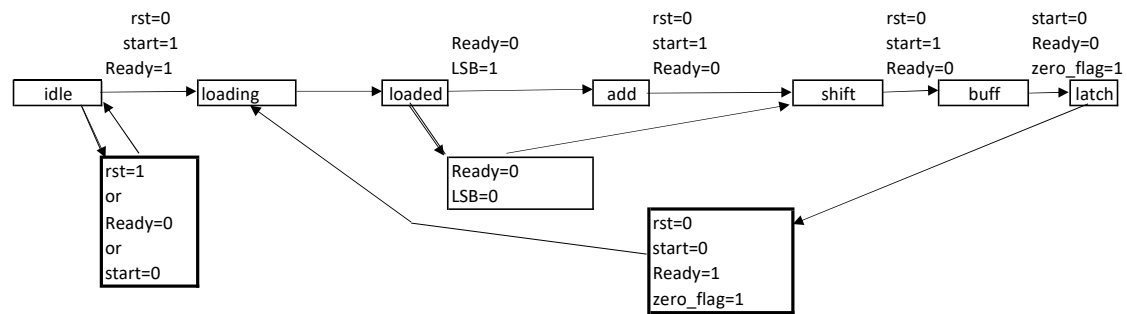 rst=0
start=1
Ready=1
Ready=0
LSB=1
rst=0
start=1
Ready=0
rst=0
start=1
Ready=0
start=0
Ready=0
zero_flag=1
idle
loading
loaded
add
shift
buff
latch
rst=1
or
Ready=0
or
start=0
Ready=0
LSB=0
rst=0
start=0
Ready=1
zero_flag=1